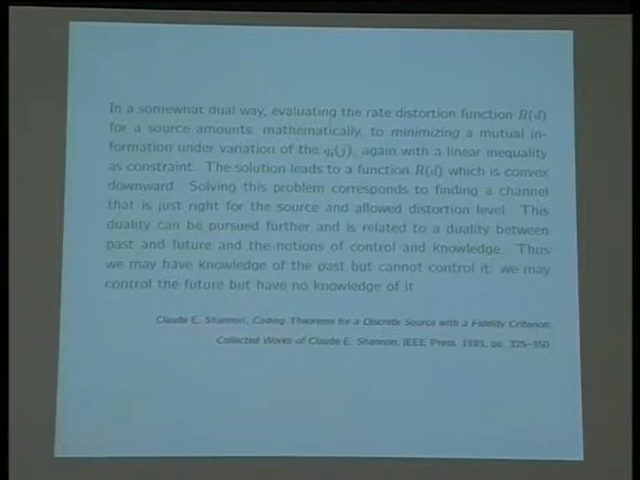 In a somewhat dual way, evaluating the rate distortion function R(d)
for a source amounts, mathematically, to minimizing a mutual in-
formation under variation of the qᵢ(j), again with a linear inequality
as constraint. The solution leads to a function R(d) which is convex
downward. Solving this problem corresponds to finding a channel
that is just right for the source and allowed distortion level. This
duality can be pursued further and is related to a duality between
past and future and the notions of control and knowledge. Thus
we may have knowledge of the past but cannot control it; we may
control the future but have no knowledge of it.
Claude E. Shannon, Coding Theorems for a Discrete Source with a Fidelity Criterion
Collected Works of Claude E. Shannon, IEEE Press, 1993, pp. 325–350